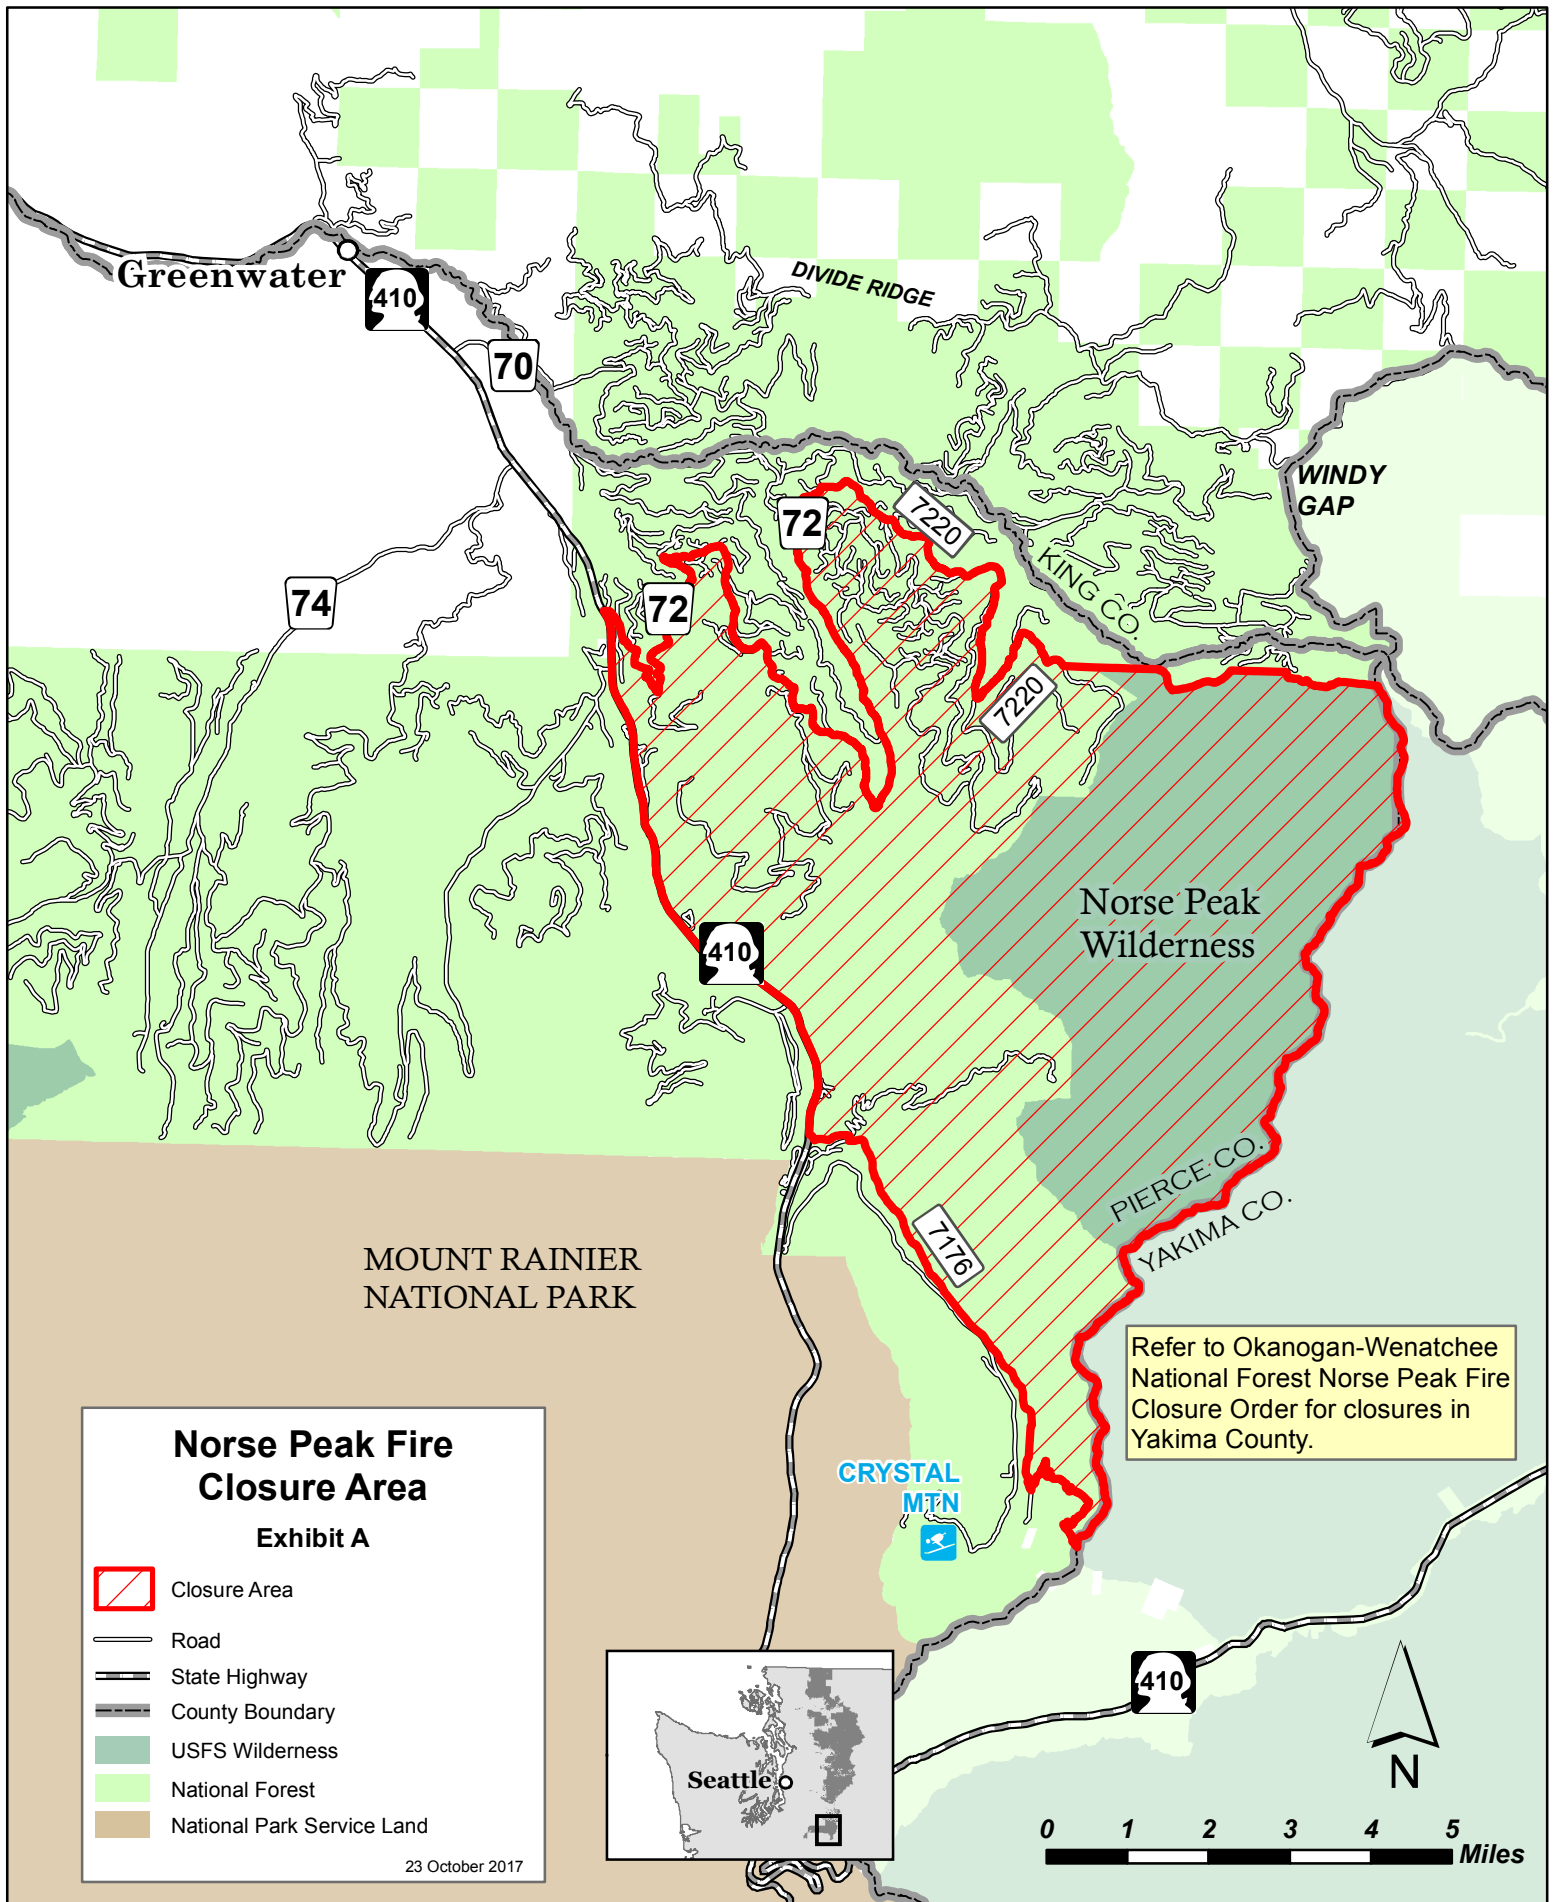 Greenwater
410
70
DIVIDE RIDGE
WINDY
GAP
72
7220
KING CO.
74
72
7220
Norse Peak
Wilderness
410
PIERCE CO.
YAKIMA CO.
7176
MOUNT RAINIER
NATIONAL PARK
Refer to Okanogan-Wenatchee
National Forest Norse Peak Fire
Closure Order for closures in
Yakima County.
CRYSTAL
MTN
410
Norse Peak Fire
Closure Area
Exhibit A
Closure Area
Road
State Highway
County Boundary
USFS Wilderness
National Forest
National Park Service Land
23 October 2017
Seattle
N
0 1 2 3 4 5
Miles